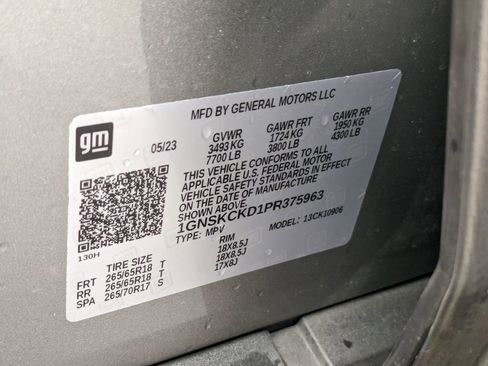 gm
MFD BY GENERAL MOTORS LLC
05/23 GVWR GAWR FRT GAWR RR
3493 KG 1724 KG 1950 KG
7700 LB 3800 LB 4300 LB
THIS VEHICLE CONFORMS TO ALL
APPLICABLE U.S. FEDERAL MOTOR
VEHICLE SAFETY STANDARDS IN EFFECT
ON THE DATE OF MANUFACTURE
SHOWN ABOVE.
1GNSKCKD1PR375963
TYPE: MPV MODEL: 13CK10906
130H
TIRE SIZE RIM
FRT 265/65R18 T 18X8.5J
RR 265/65R18 T 18X8.5J
SPA 265/70R17 S 17X8J